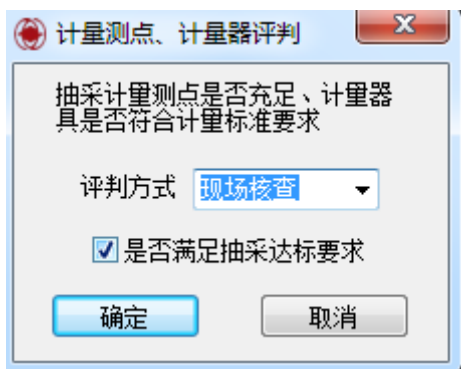 计量测点、计量器评判
抽采计量测点是否充足、计量器
具是否符合计量标准要求
评判方式 现场核查
是否满足抽采达标要求
确定 取消